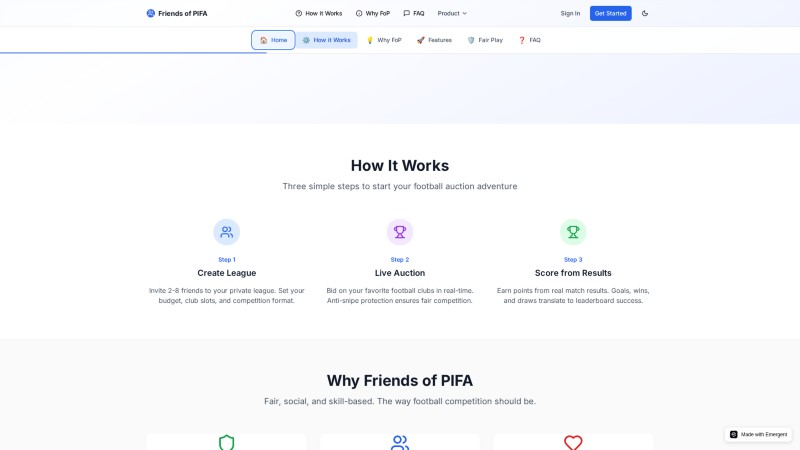 Friends of PIFA
How it Works
Why FoP
FAQ
Product
Sign In
Get Started
Home
How it Works
Why FoP
Features
Fair Play
FAQ
How It Works
Three simple steps to start your football auction adventure
Step 1
Create League
Invite 2-8 friends to your private league. Set your
budget, club slots, and competition format.
Step 2
Live Auction
Bid on your favorite football clubs in real-time.
Anti-snipe protection ensures fair competition.
Step 3
Score from Results
Earn points from real match results. Goals, wins,
and draws translate to leaderboard success.
Why Friends of PIFA
Fair, social, and skill-based. The way football competition should be.
Made with Emergent